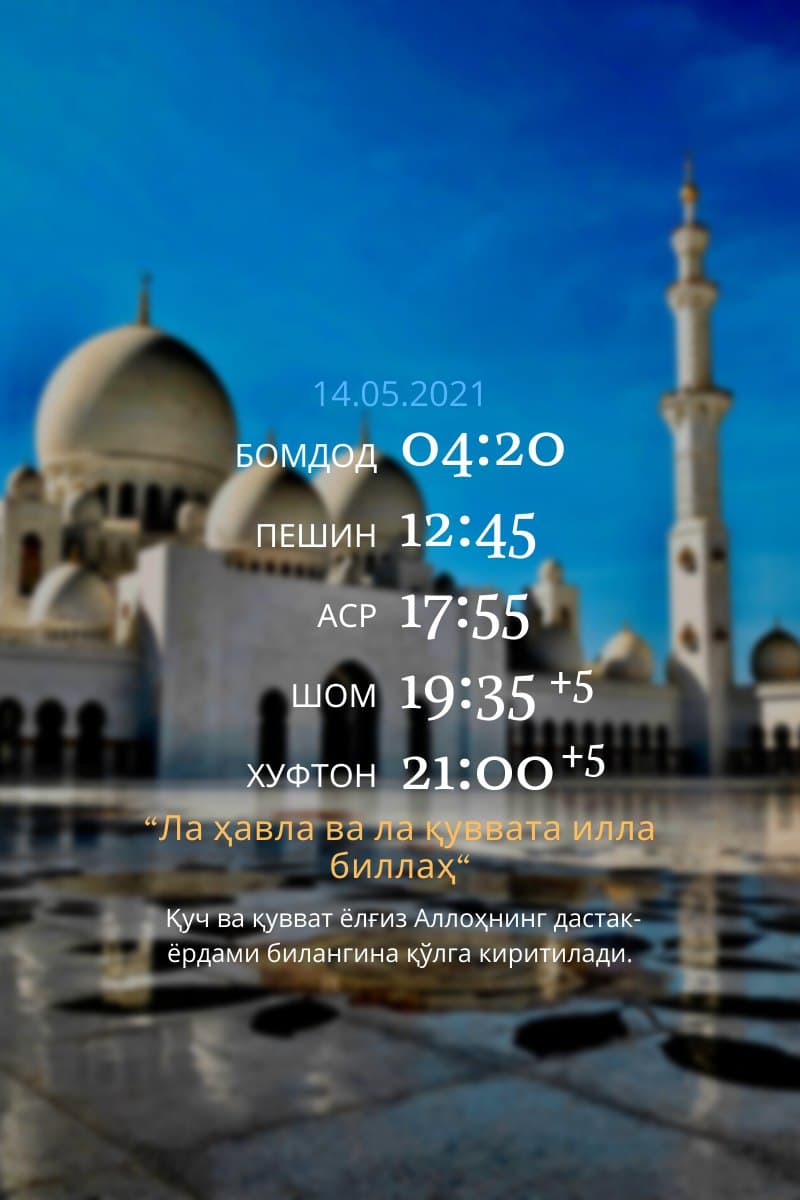 14.05.2021
БОМДОД 04:20
ПЕШИН 12:45
АСР 17:55
ШОМ 19:35 +5
ХУФТОН 21:00 +5
“Ла ҳавла ва ла қуввата илла
биллаҳ“
Қуч ва қувват ёлғиз Аллоҳнинг дастак-
ёрдами билангина қўлга киритилади.